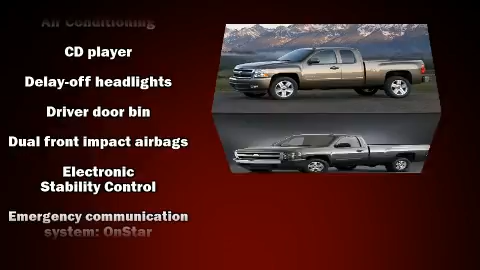 Air Conditioning
CD player
Delay-off headlights
Driver door bin
Dual front impact airbags
Electronic
Stability Control
Emergency communication
system: OnStar